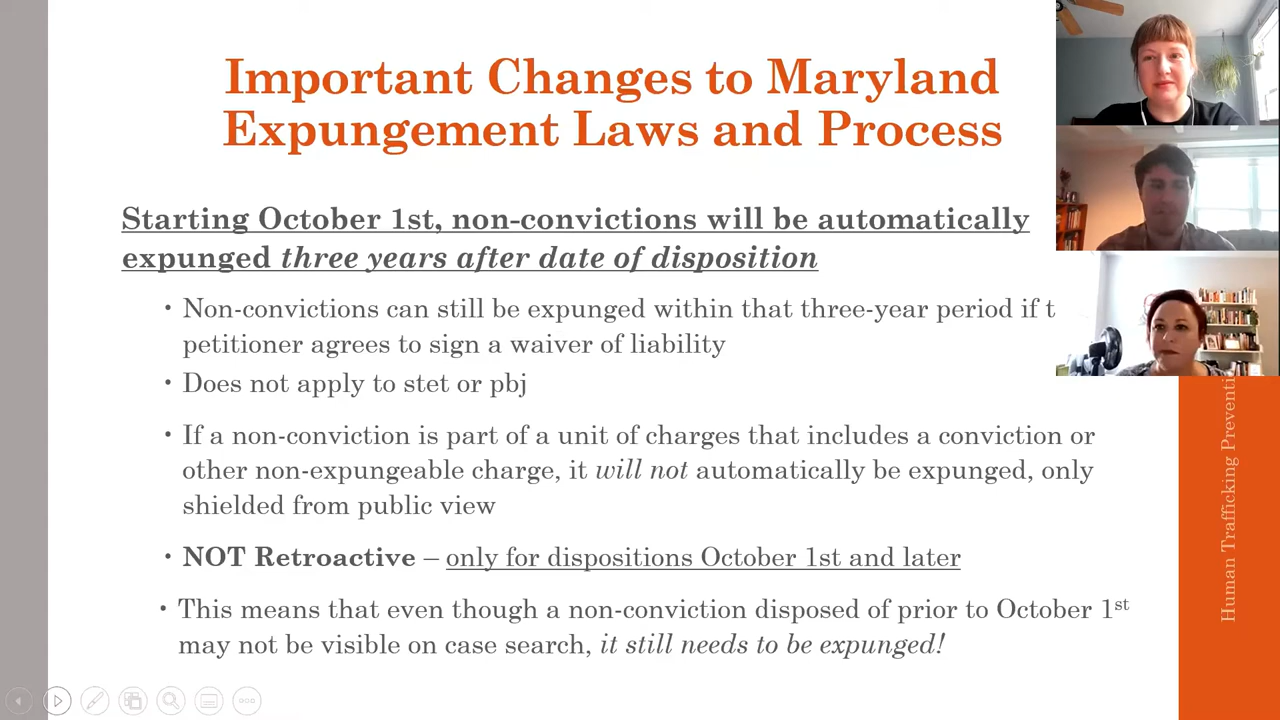 Important Changes to Maryland
Expungement Laws and Process
Starting October 1st, non-convictions will be automatically
expunged three years after date of disposition
• Non-convictions can still be expunged within that three-year period if t
petitioner agrees to sign a waiver of liability
• Does not apply to stet or pbj
• If a non-conviction is part of a unit of charges that includes a conviction or
other non-expungeable charge, it will not automatically be expunged, only
shielded from public view
• NOT Retroactive – only for dispositions October 1st and later
• This means that even though a non-conviction disposed of prior to October 1st
may not be visible on case search, it still needs to be expunged!
Human Trafficking Preventi